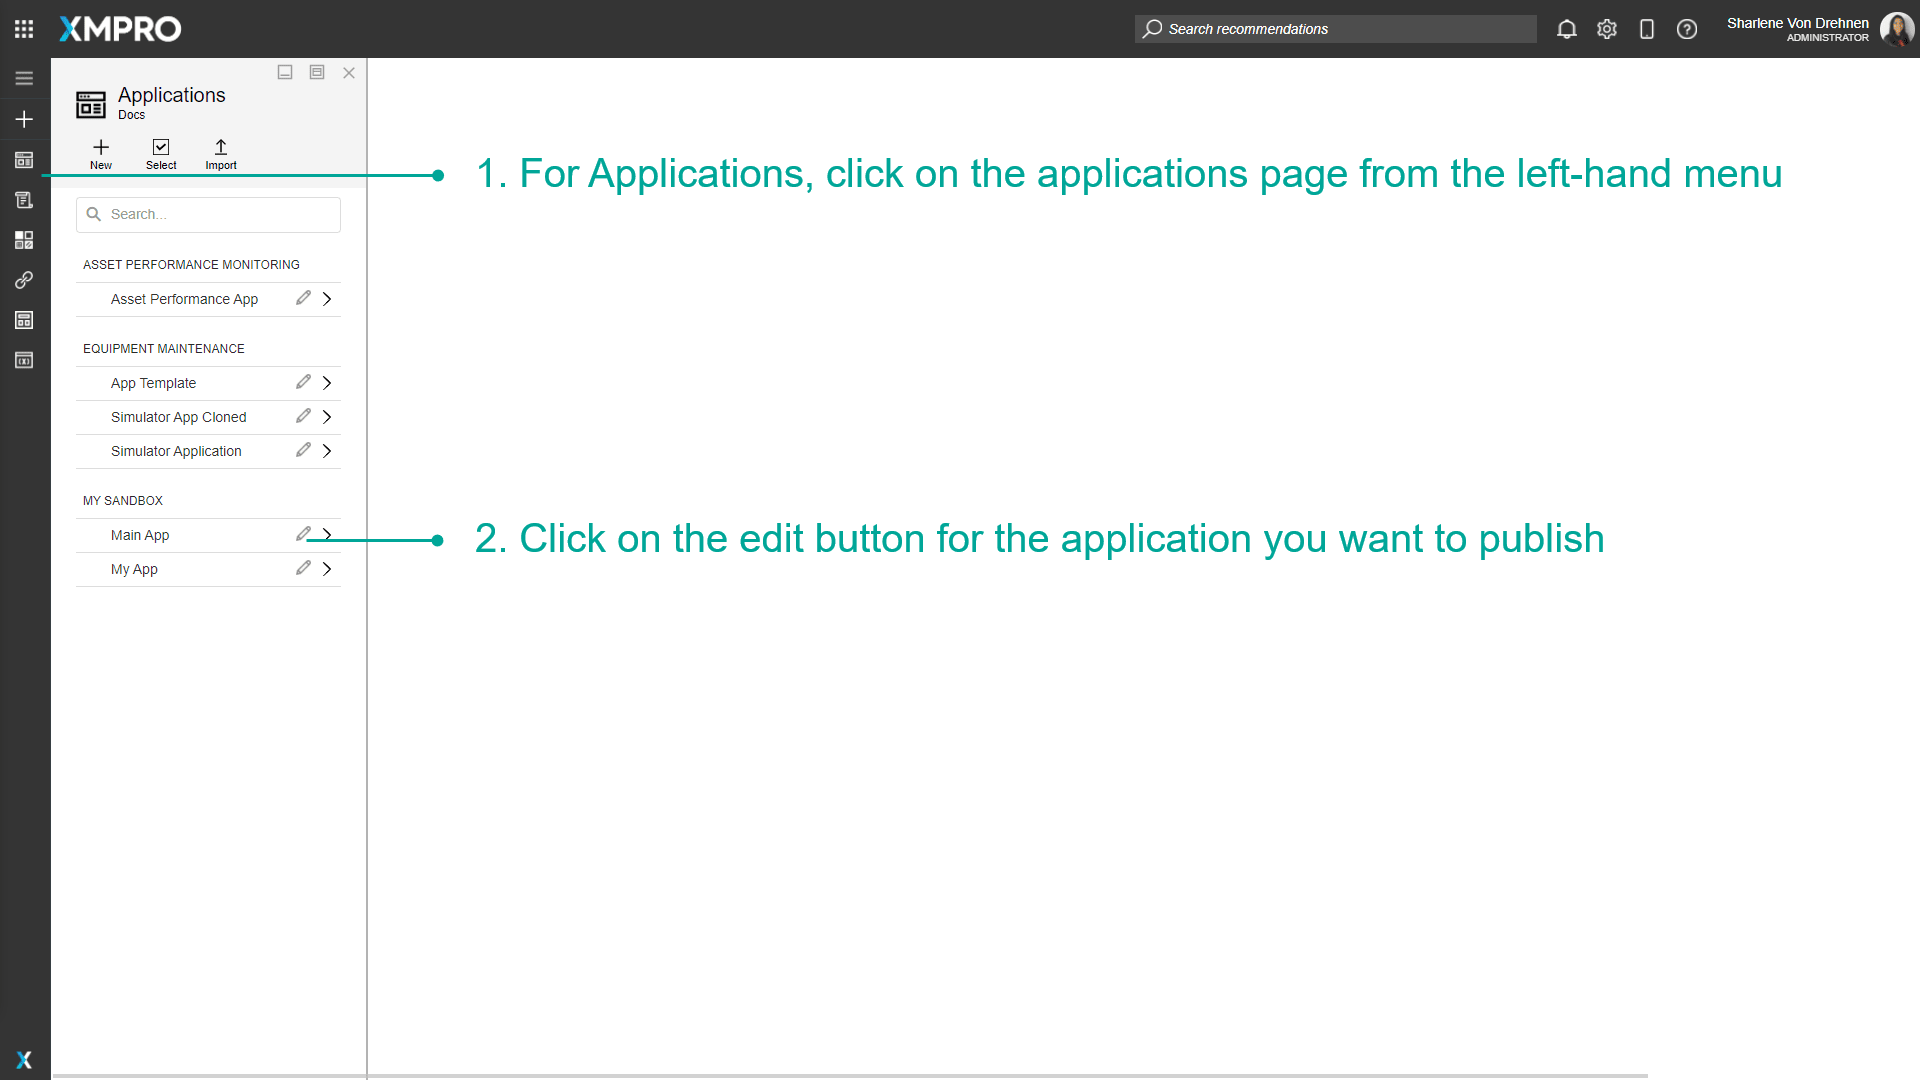 XMPRO
Search recommendations
Sharlene Von Drehnen
ADMINISTRATOR
Applications
Docs
New Select Import
1. For Applications, click on the applications page from the left-hand menu
Search...
ASSET PERFORMANCE MONITORING
Asset Performance App
EQUIPMENT MAINTENANCE
App Template
Simulator App Cloned
Simulator Application
MY SANDBOX
Main App
2. Click on the edit button for the application you want to publish
My App